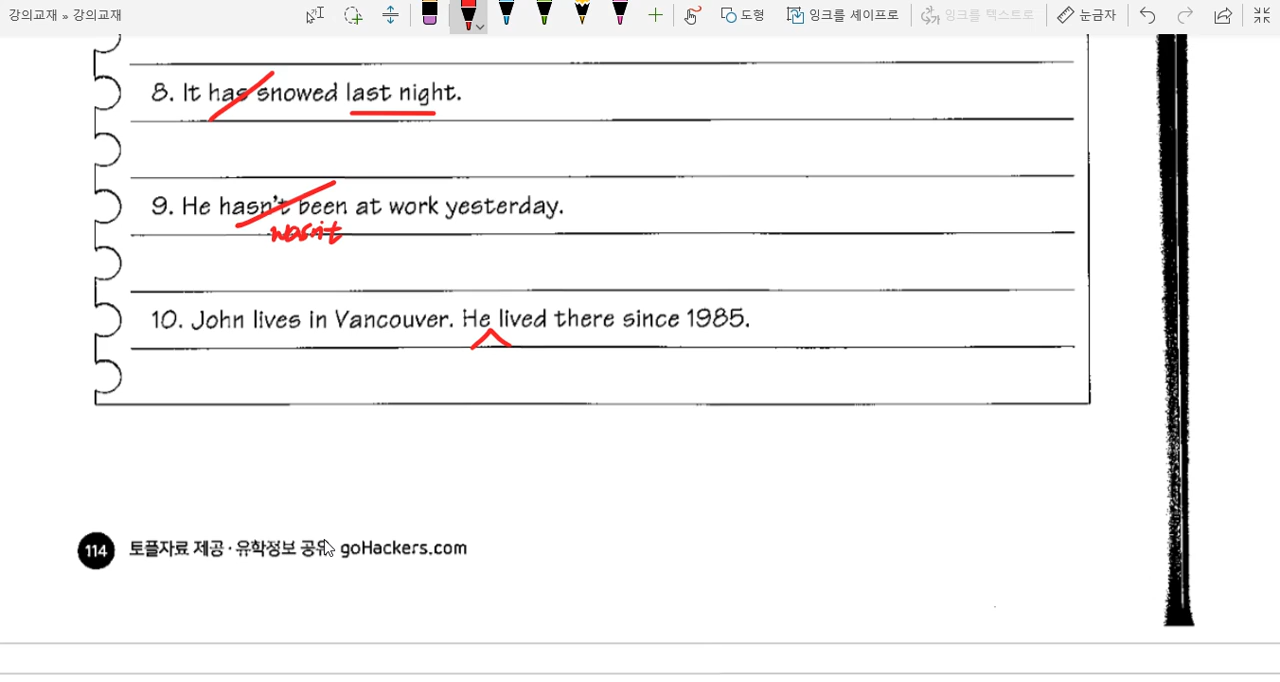 강의교재 » 강의교재 도형 잉크를 셰이프로 잉크를 텍스트로 눈금자
8. It has snowed last night.
9. He hasn't been at work yesterday.
wasn't
10. John lives in Vancouver. He lived there since 1985.
114 토플자료 제공 · 유학정보 공유 goHackers.com